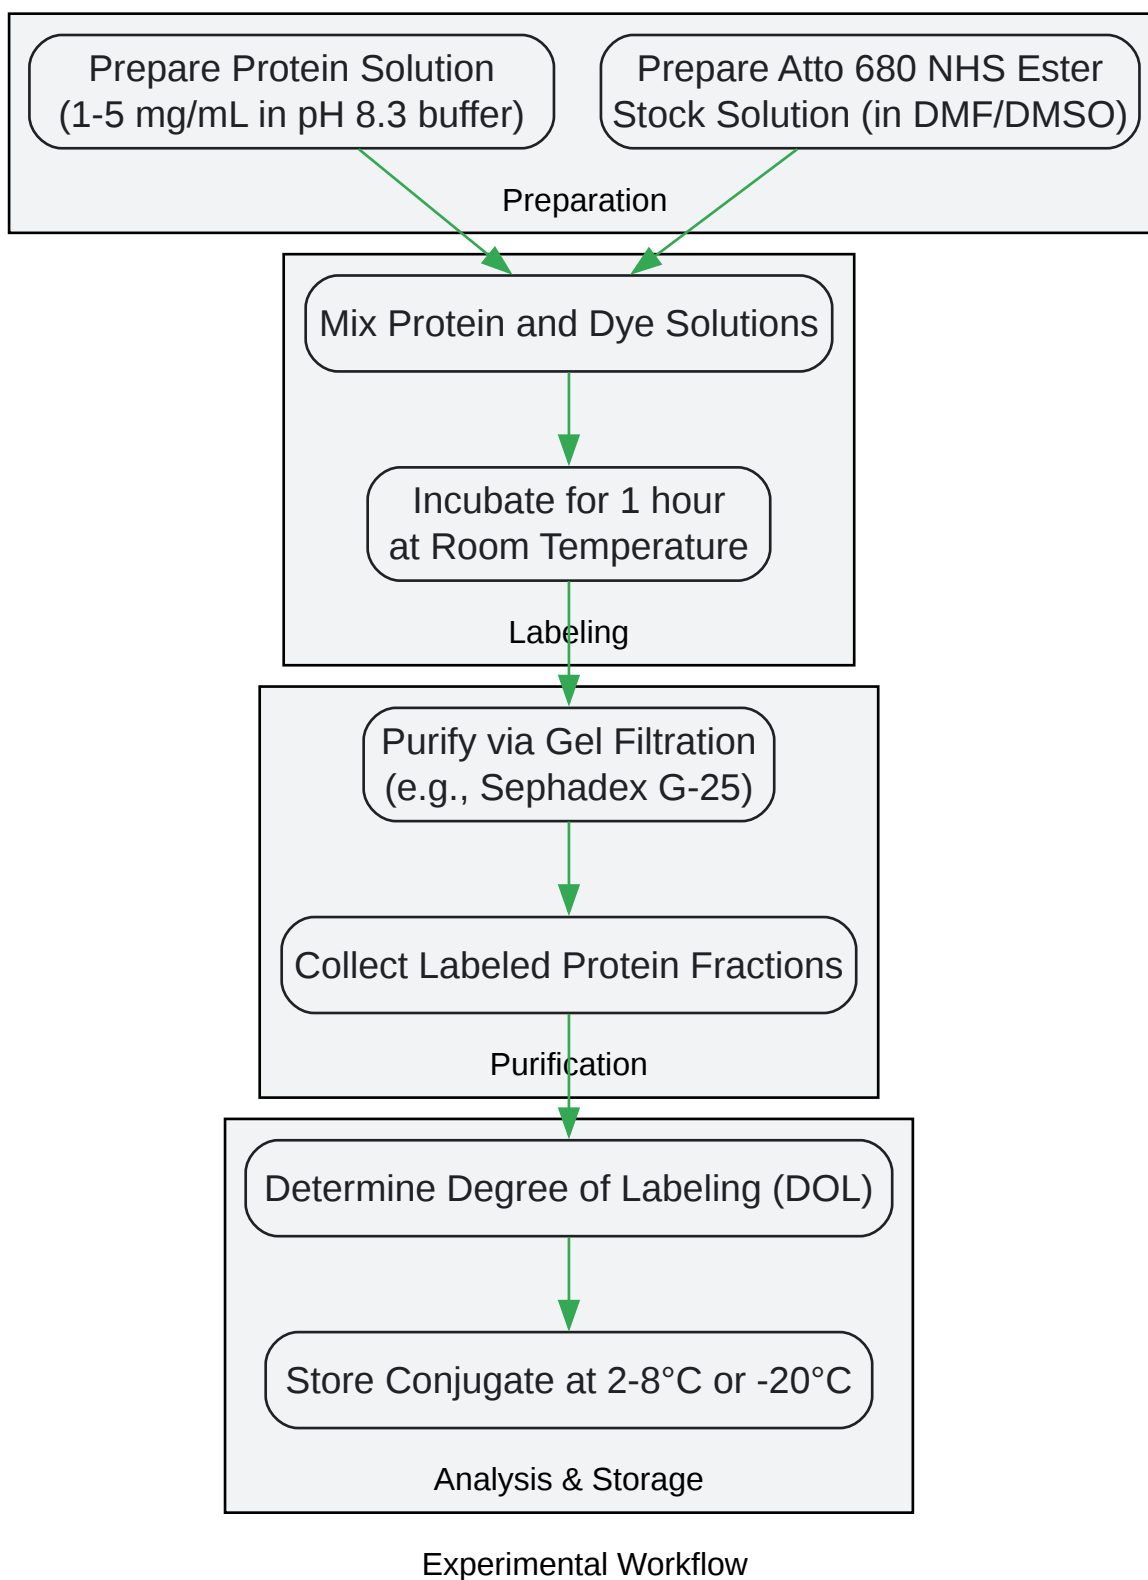 Prepare Protein Solution
(1-5 mg/mL in pH 8.3 buffer)
Prepare Atto 680 NHS Ester
Stock Solution (in DMF/DMSO)
Preparation
Mix Protein and Dye Solutions
Incubate for 1 hour
at Room Temperature
Labeling
Purify via Gel Filtration
(e.g., Sephadex G-25)
Collect Labeled Protein Fractions
Purification
Determine Degree of Labeling (DOL)
Store Conjugate at 2-8°C or -20°C
Analysis & Storage
Experimental Workflow